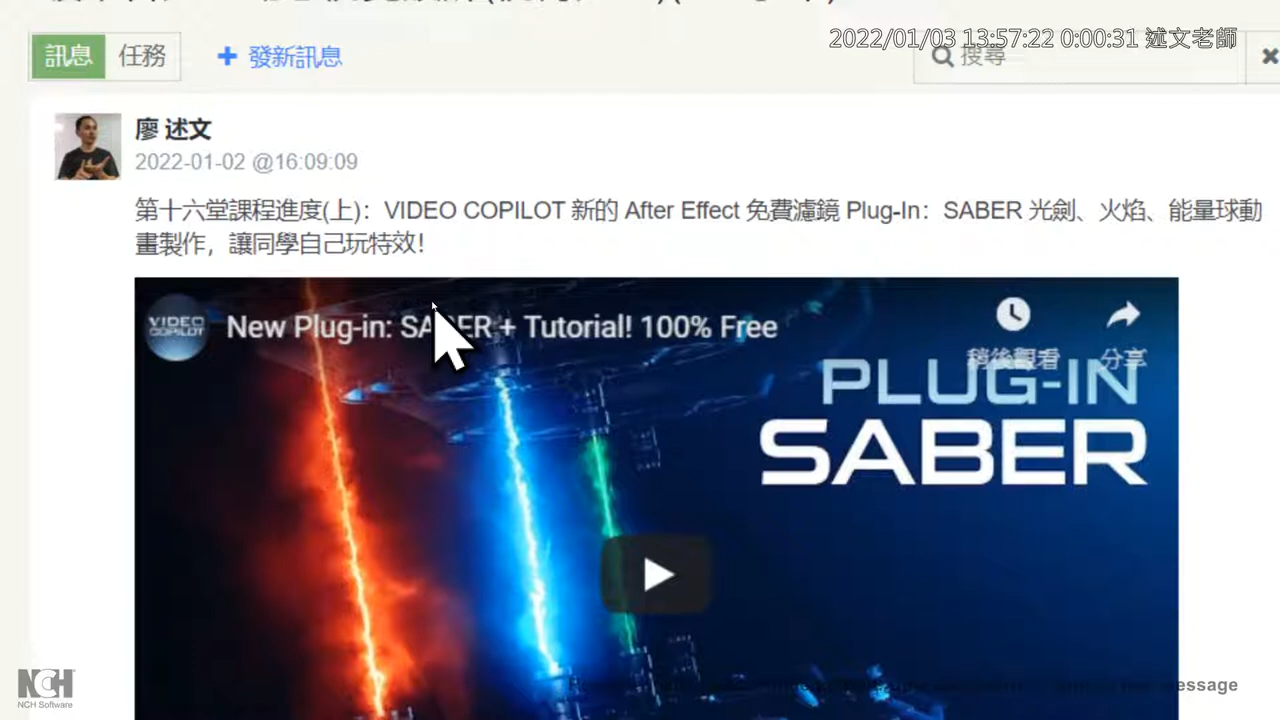 2022/01/03 13:57:22 0:00:31 述文老師
訊息 任務 + 發新訊息 搜尋
廖 述文
2022-01-02 @16:09:09
第十六堂課程進度(上)：VIDEO COPILOT 新的 After Effect 免費濾鏡 Plug-In：SABER 光劍、火焰、能量球動
畫製作，讓同學自己玩特效！
VIDEO
COPILOT
New Plug-in: SABER + Tutorial! 100% Free
稍後觀看 分享
PLUG-IN
SABER
NCH
NCH Software
message